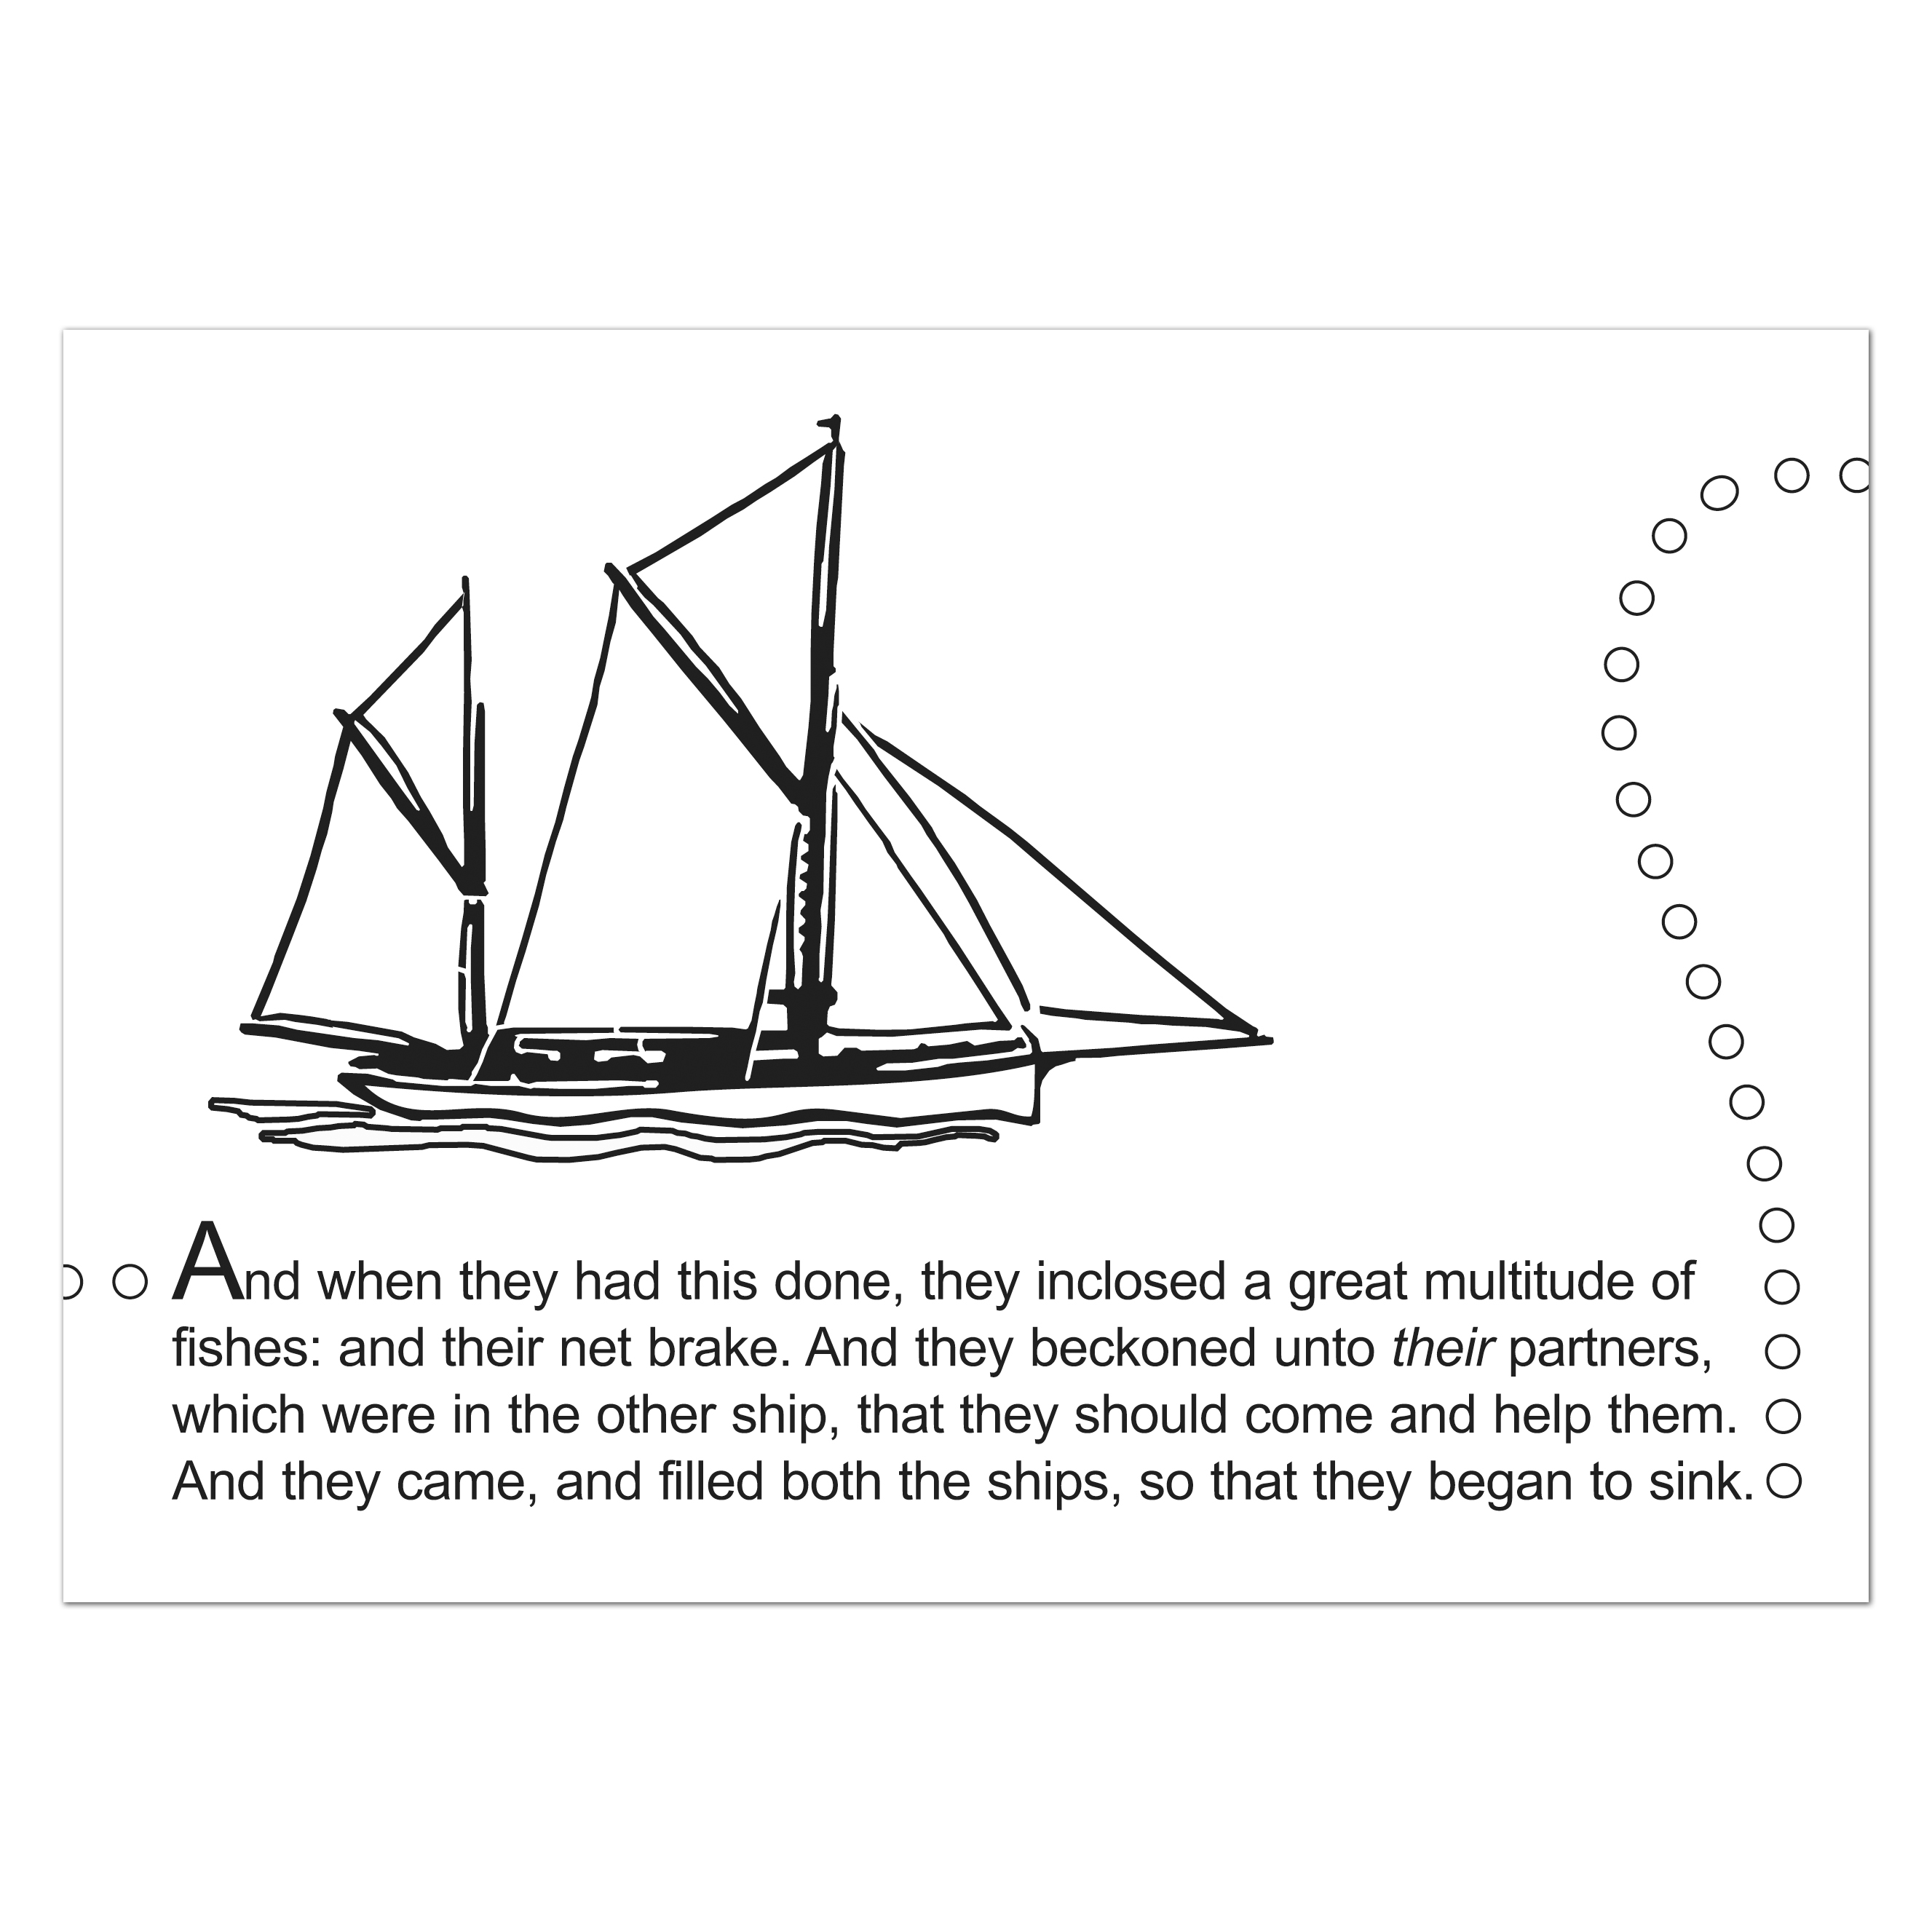 And when they had this done, they inclosed a great multitude of
fishes: and their net brake. And they beckoned unto their partners,
which were in the other ship, that they should come and help them.
And they came, and filled both the ships, so that they began to sink.